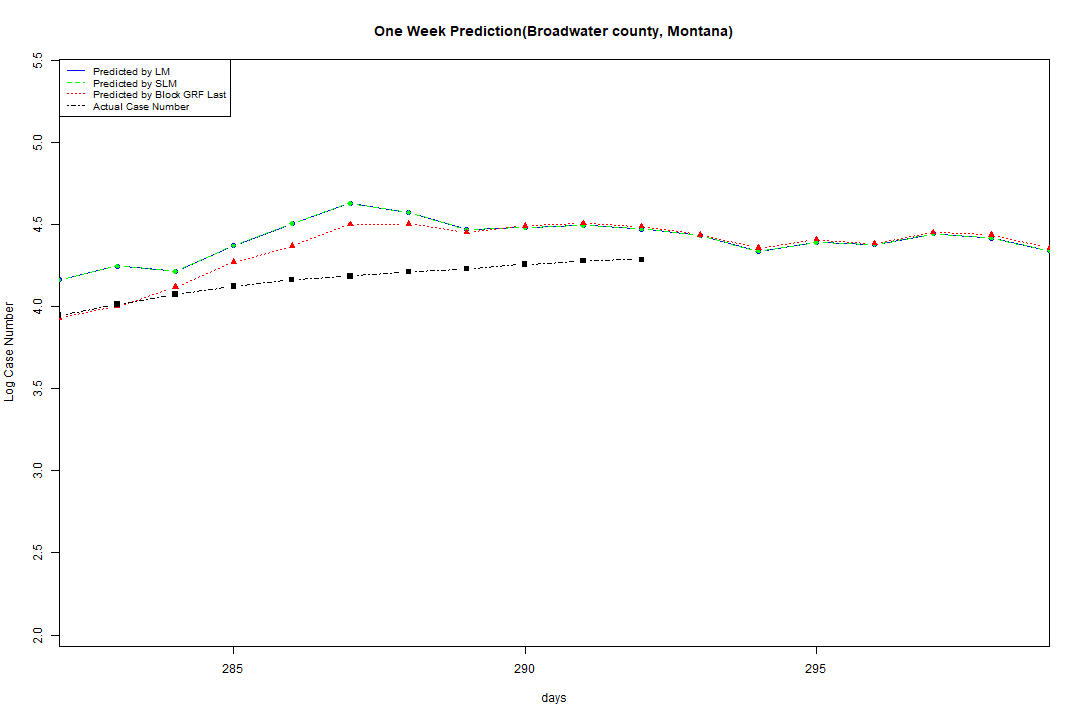 One Week Prediction(Broadwater county, Montana)
Predicted by LM
Predicted by SLM
Predicted by Block GRF Last
Actual Case Number
5.5
5.0
4.5
4.0
3.5
3.0
2.5
2.0
Log Case Number
285
290
295
days